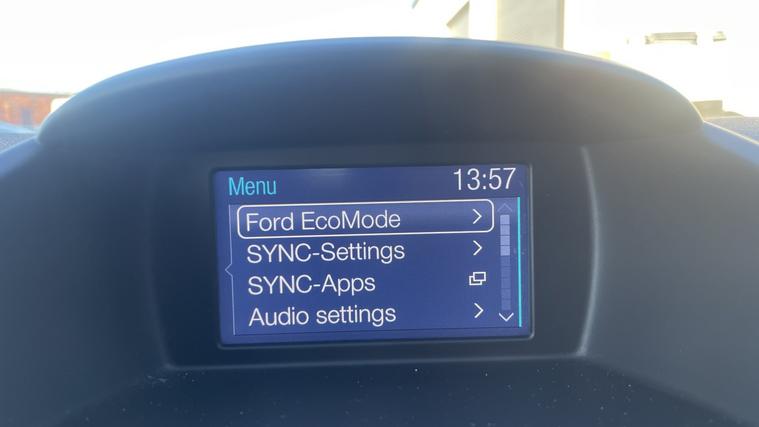 Menu 13:57
Ford EcoMode
SYNC-Settings
SYNC-Apps
Audio settings